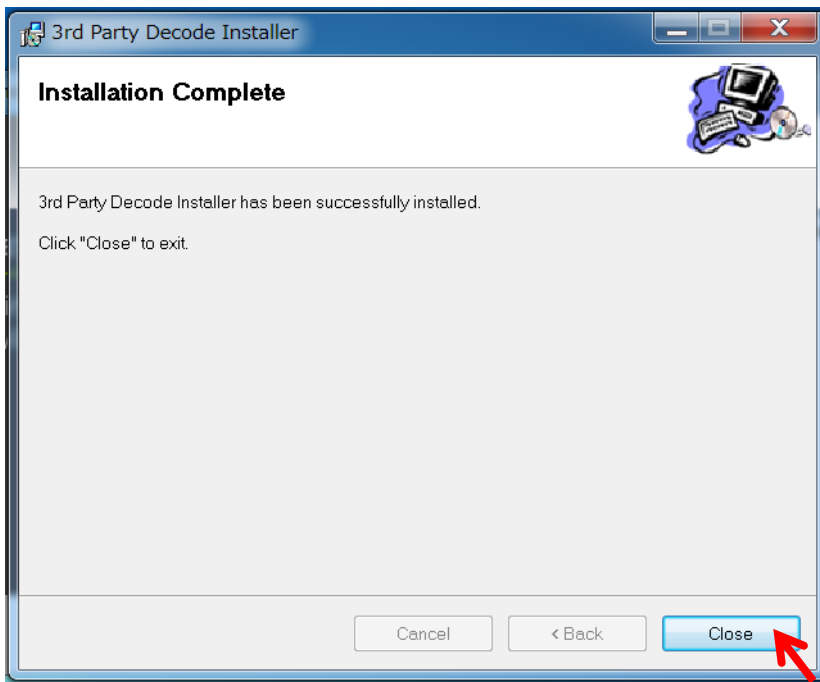 3rd Party Decode Installer
X
Installation Complete
3rd Party Decode Installer has been successfully installed.
Click "Close" to exit.
Cancel
< Back
Close